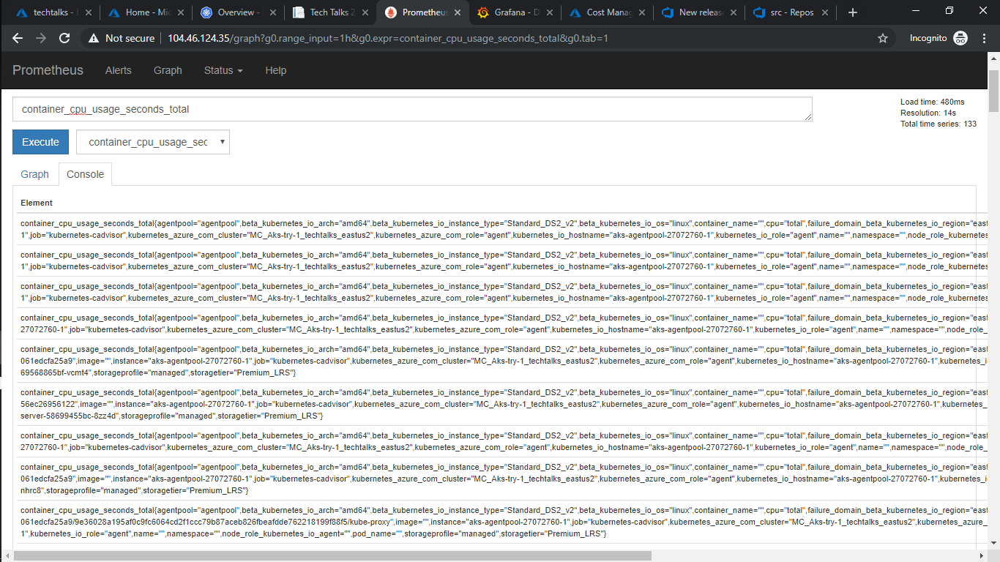 techtalks - 
Home - Mic
Overview - 
Tech Talks 2
Prometheus
Grafana - D
Cost Manag
New release
src - Repos
Not secure
104.46.124.35/graph?g0.range_input=1h&g0.expr=container_cpu_usage_seconds_total&g0.tab=1
Incognito
Prometheus
Alerts
Graph
Status
Help
container_cpu_usage_seconds_total
Load time: 480ms
Resolution: 14s
Total time series: 133
Execute
container_cpu_usage_sec
Graph
Console
Element
container_cpu_usage_seconds_total{agentpool="agentpool",beta_kubernetes_io_arch="amd64",beta_kubernetes_io_instance_type="Standard_DS2_v2",beta_kubernetes_io_os="linux",container_name="",cpu="total",failure_domain_beta_kubernetes_io_region="east
1",job="kubernetes-cadvisor",kubernetes_azure_com_cluster="MC_Aks-try-1_techtalks_eastus2",kubernetes_azure_com_role="agent",kubernetes_io_hostname="aks-agentpool-27072760-1",kubernetes_io_role="agent",name="",namespace="",node_role_kubernetes
container_cpu_usage_seconds_total{agentpool="agentpool",beta_kubernetes_io_arch="amd64",beta_kubernetes_io_instance_type="Standard_DS2_v2",beta_kubernetes_io_os="linux",container_name="",cpu="total",failure_domain_beta_kubernetes_io_region="east
1",job="kubernetes-cadvisor",kubernetes_azure_com_cluster="MC_Aks-try-1_techtalks_eastus2",kubernetes_azure_com_role="agent",kubernetes_io_hostname="aks-agentpool-27072760-1",kubernetes_io_role="agent",name="",namespace="",node_role_kubernetes
container_cpu_usage_seconds_total{agentpool="agentpool",beta_kubernetes_io_arch="amd64",beta_kubernetes_io_instance_type="Standard_DS2_v2",beta_kubernetes_io_os="linux",container_name="",cpu="total",failure_domain_beta_kubernetes_io_region="east
1",job="kubernetes-cadvisor",kubernetes_azure_com_cluster="MC_Aks-try-1_techtalks_eastus2",kubernetes_azure_com_role="agent",kubernetes_io_hostname="aks-agentpool-27072760-1",kubernetes_io_role="agent",name="",namespace="",node_role_kubernetes
container_cpu_usage_seconds_total{agentpool="agentpool",beta_kubernetes_io_arch="amd64",beta_kubernetes_io_instance_type="Standard_DS2_v2",beta_kubernetes_io_os="linux",container_name="",cpu="total",failure_domain_beta_kubernetes_io_region="east
27072760-1",job="kubernetes-cadvisor",kubernetes_azure_com_cluster="MC_Aks-try-1_techtalks_eastus2",kubernetes_azure_com_role="agent",kubernetes_io_hostname="aks-agentpool-27072760-1",kubernetes_io_role="agent",name="",namespace="",node_role_
container_cpu_usage_seconds_total{agentpool="agentpool",beta_kubernetes_io_arch="amd64",beta_kubernetes_io_instance_type="Standard_DS2_v2",beta_kubernetes_io_os="linux",container_name="",cpu="total",failure_domain_beta_kubernetes_io_region="east
061edcfa25a9",image="",instance="aks-agentpool-27072760-1",job="kubernetes-cadvisor",kubernetes_azure_com_cluster="MC_Aks-try-1_techtalks_eastus2",kubernetes_azure_com_role="agent",kubernetes_io_hostname="aks-agentpool-27072760-1",kubernetes_i
69568865bf-vcmt4",storageprofile="managed",storagetier="Premium_LRS"}
container_cpu_usage_seconds_total{agentpool="agentpool",beta_kubernetes_io_arch="amd64",beta_kubernetes_io_instance_type="Standard_DS2_v2",beta_kubernetes_io_os="linux",container_name="",cpu="total",failure_domain_beta_kubernetes_io_region="east
56ec26956122",image="",instance="aks-agentpool-27072760-1",job="kubernetes-cadvisor",kubernetes_azure_com_cluster="MC_Aks-try-1_techtalks_eastus2",kubernetes_azure_com_role="agent",kubernetes_io_hostname="aks-agentpool-27072760-1",kubernetes_
server-58699455bc-8zz4d",storageprofile="managed",storagetier="Premium_LRS"}
container_cpu_usage_seconds_total{agentpool="agentpool",beta_kubernetes_io_arch="amd64",beta_kubernetes_io_instance_type="Standard_DS2_v2",beta_kubernetes_io_os="linux",container_name="",cpu="total",failure_domain_beta_kubernetes_io_region="east
27072760-1",job="kubernetes-cadvisor",kubernetes_azure_com_cluster="MC_Aks-try-1_techtalks_eastus2",kubernetes_azure_com_role="agent",kubernetes_io_hostname="aks-agentpool-27072760-1",kubernetes_io_role="agent",name="",namespace="",node_role_
container_cpu_usage_seconds_total{agentpool="agentpool",beta_kubernetes_io_arch="amd64",beta_kubernetes_io_instance_type="Standard_DS2_v2",beta_kubernetes_io_os="linux",container_name="",cpu="total",failure_domain_beta_kubernetes_io_region="east
061edcfa25a9",image="",instance="aks-agentpool-27072760-1",job="kubernetes-cadvisor",kubernetes_azure_com_cluster="MC_Aks-try-1_techtalks_eastus2",kubernetes_azure_com_role="agent",kubernetes_io_hostname="aks-agentpool-27072760-1",kubernetes_i
nhrc8",storageprofile="managed",storagetier="Premium_LRS"}
container_cpu_usage_seconds_total{agentpool="agentpool",beta_kubernetes_io_arch="amd64",beta_kubernetes_io_instance_type="Standard_DS2_v2",beta_kubernetes_io_os="linux",container_name="",cpu="total",failure_domain_beta_kubernetes_io_region="east
061edcfa25a9/9e36028a195af0c9fc6064cd2f1ccc79b87aceb826fbeafdde762218199f88f5/kube-proxy",image="",instance="aks-agentpool-27072760-1",job="kubernetes-cadvisor",kubernetes_azure_com_cluster="MC_Aks-try-1_techtalks_eastus2",kubernetes_azure_
1",kubernetes_io_role="agent",name="",namespace="",node_role_kubernetes_io_agent="",pod_name="",storageprofile="managed",storagetier="Premium_LRS"}